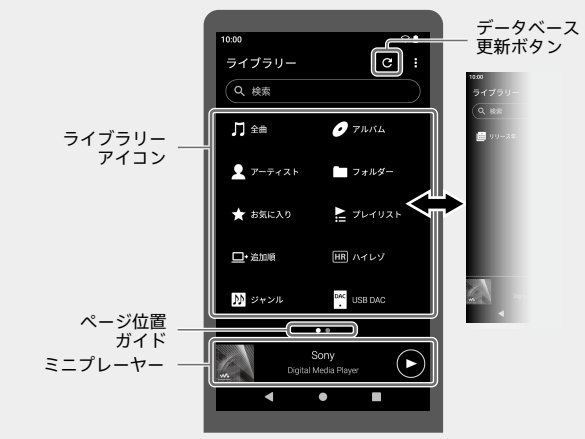 データベース
更新ボタン
10:00
ライブラリー
検索
全曲
アルバム
アーティスト
フォルダー
お気に入り
プレイリスト
追加順
HR ハイレゾ
ジャンル
DAC USB DAC
Sony
Digital Media Player
ライブラリー
アイコン
ページ位置
ガイド
ミニプレーヤー
10:00
ライブラリー
検索